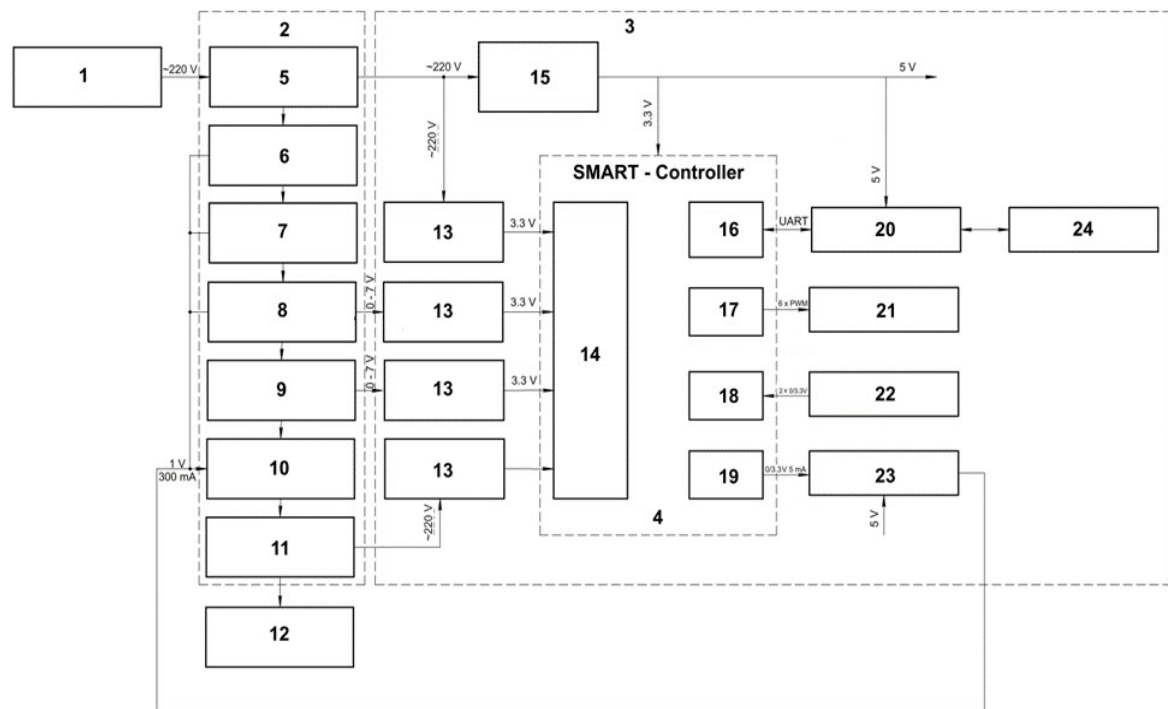 2
3
1
~220 V
5
~220 V
15
5 V
6
~220 V
3.3 V
5 V
SMART - Controller
7
13
3.3 V
14
16
UART
20
24
8
0 - 7 V
13
3.3 V
17
6 x PWM
21
9
0 - 7 V
13
3.3 V
18
2 x 0/3.3V
22
1 V
300 mA
10
13
19
0/3.3V 5 mA
23
11
~220 V
4
5 V
12